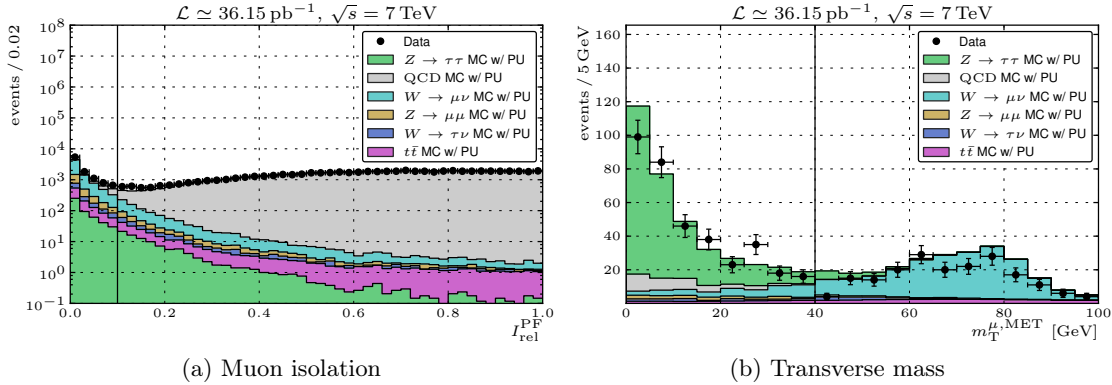 ℒ ≃ 36.15 pb⁻¹, √s = 7 TeV
events / 0.02
10⁸
10⁷
10⁶
10⁵
10⁴
10³
10²
10¹
10⁰
10⁻¹
Data
Z → ττ MC w/ PU
QCD MC w/ PU
W → μν MC w/ PU
Z → μμ MC w/ PU
W → τν MC w/ PU
tt̄ MC w/ PU
0.0 0.2 0.4 0.6 0.8 1.0
I_rel^PF
(a) Muon isolation
ℒ ≃ 36.15 pb⁻¹, √s = 7 TeV
events / 5 GeV
160
140
120
100
80
60
40
20
Data
Z → ττ MC w/ PU
QCD MC w/ PU
W → μν MC w/ PU
Z → μμ MC w/ PU
W → τν MC w/ PU
tt̄ MC w/ PU
0 20 40 60 80 100
m_T^μ,MET [GeV]
(b) Transverse mass